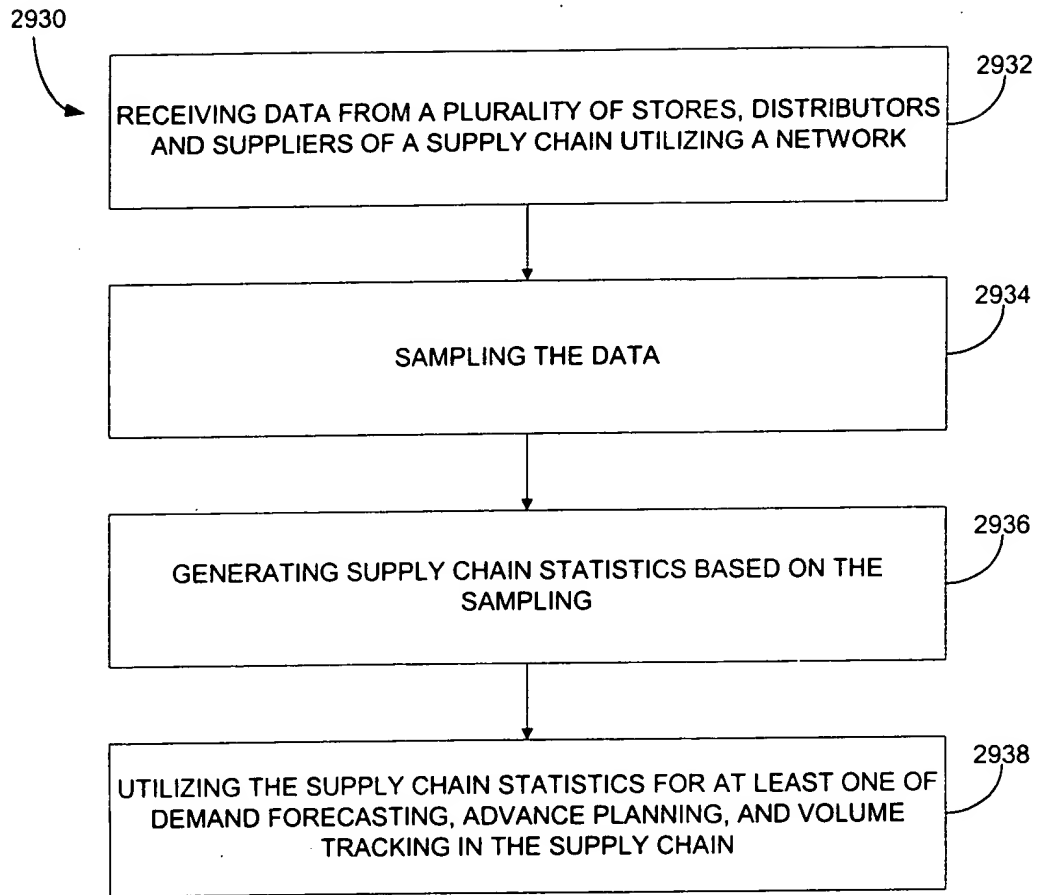 2930
2932
RECEIVING DATA FROM A PLURALITY OF STORES, DISTRIBUTORS
AND SUPPLIERS OF A SUPPLY CHAIN UTILIZING A NETWORK
2934
SAMPLING THE DATA
2936
GENERATING SUPPLY CHAIN STATISTICS BASED ON THE
SAMPLING
2938
UTILIZING THE SUPPLY CHAIN STATISTICS FOR AT LEAST ONE OF
DEMAND FORECASTING, ADVANCE PLANNING, AND VOLUME
TRACKING IN THE SUPPLY CHAIN